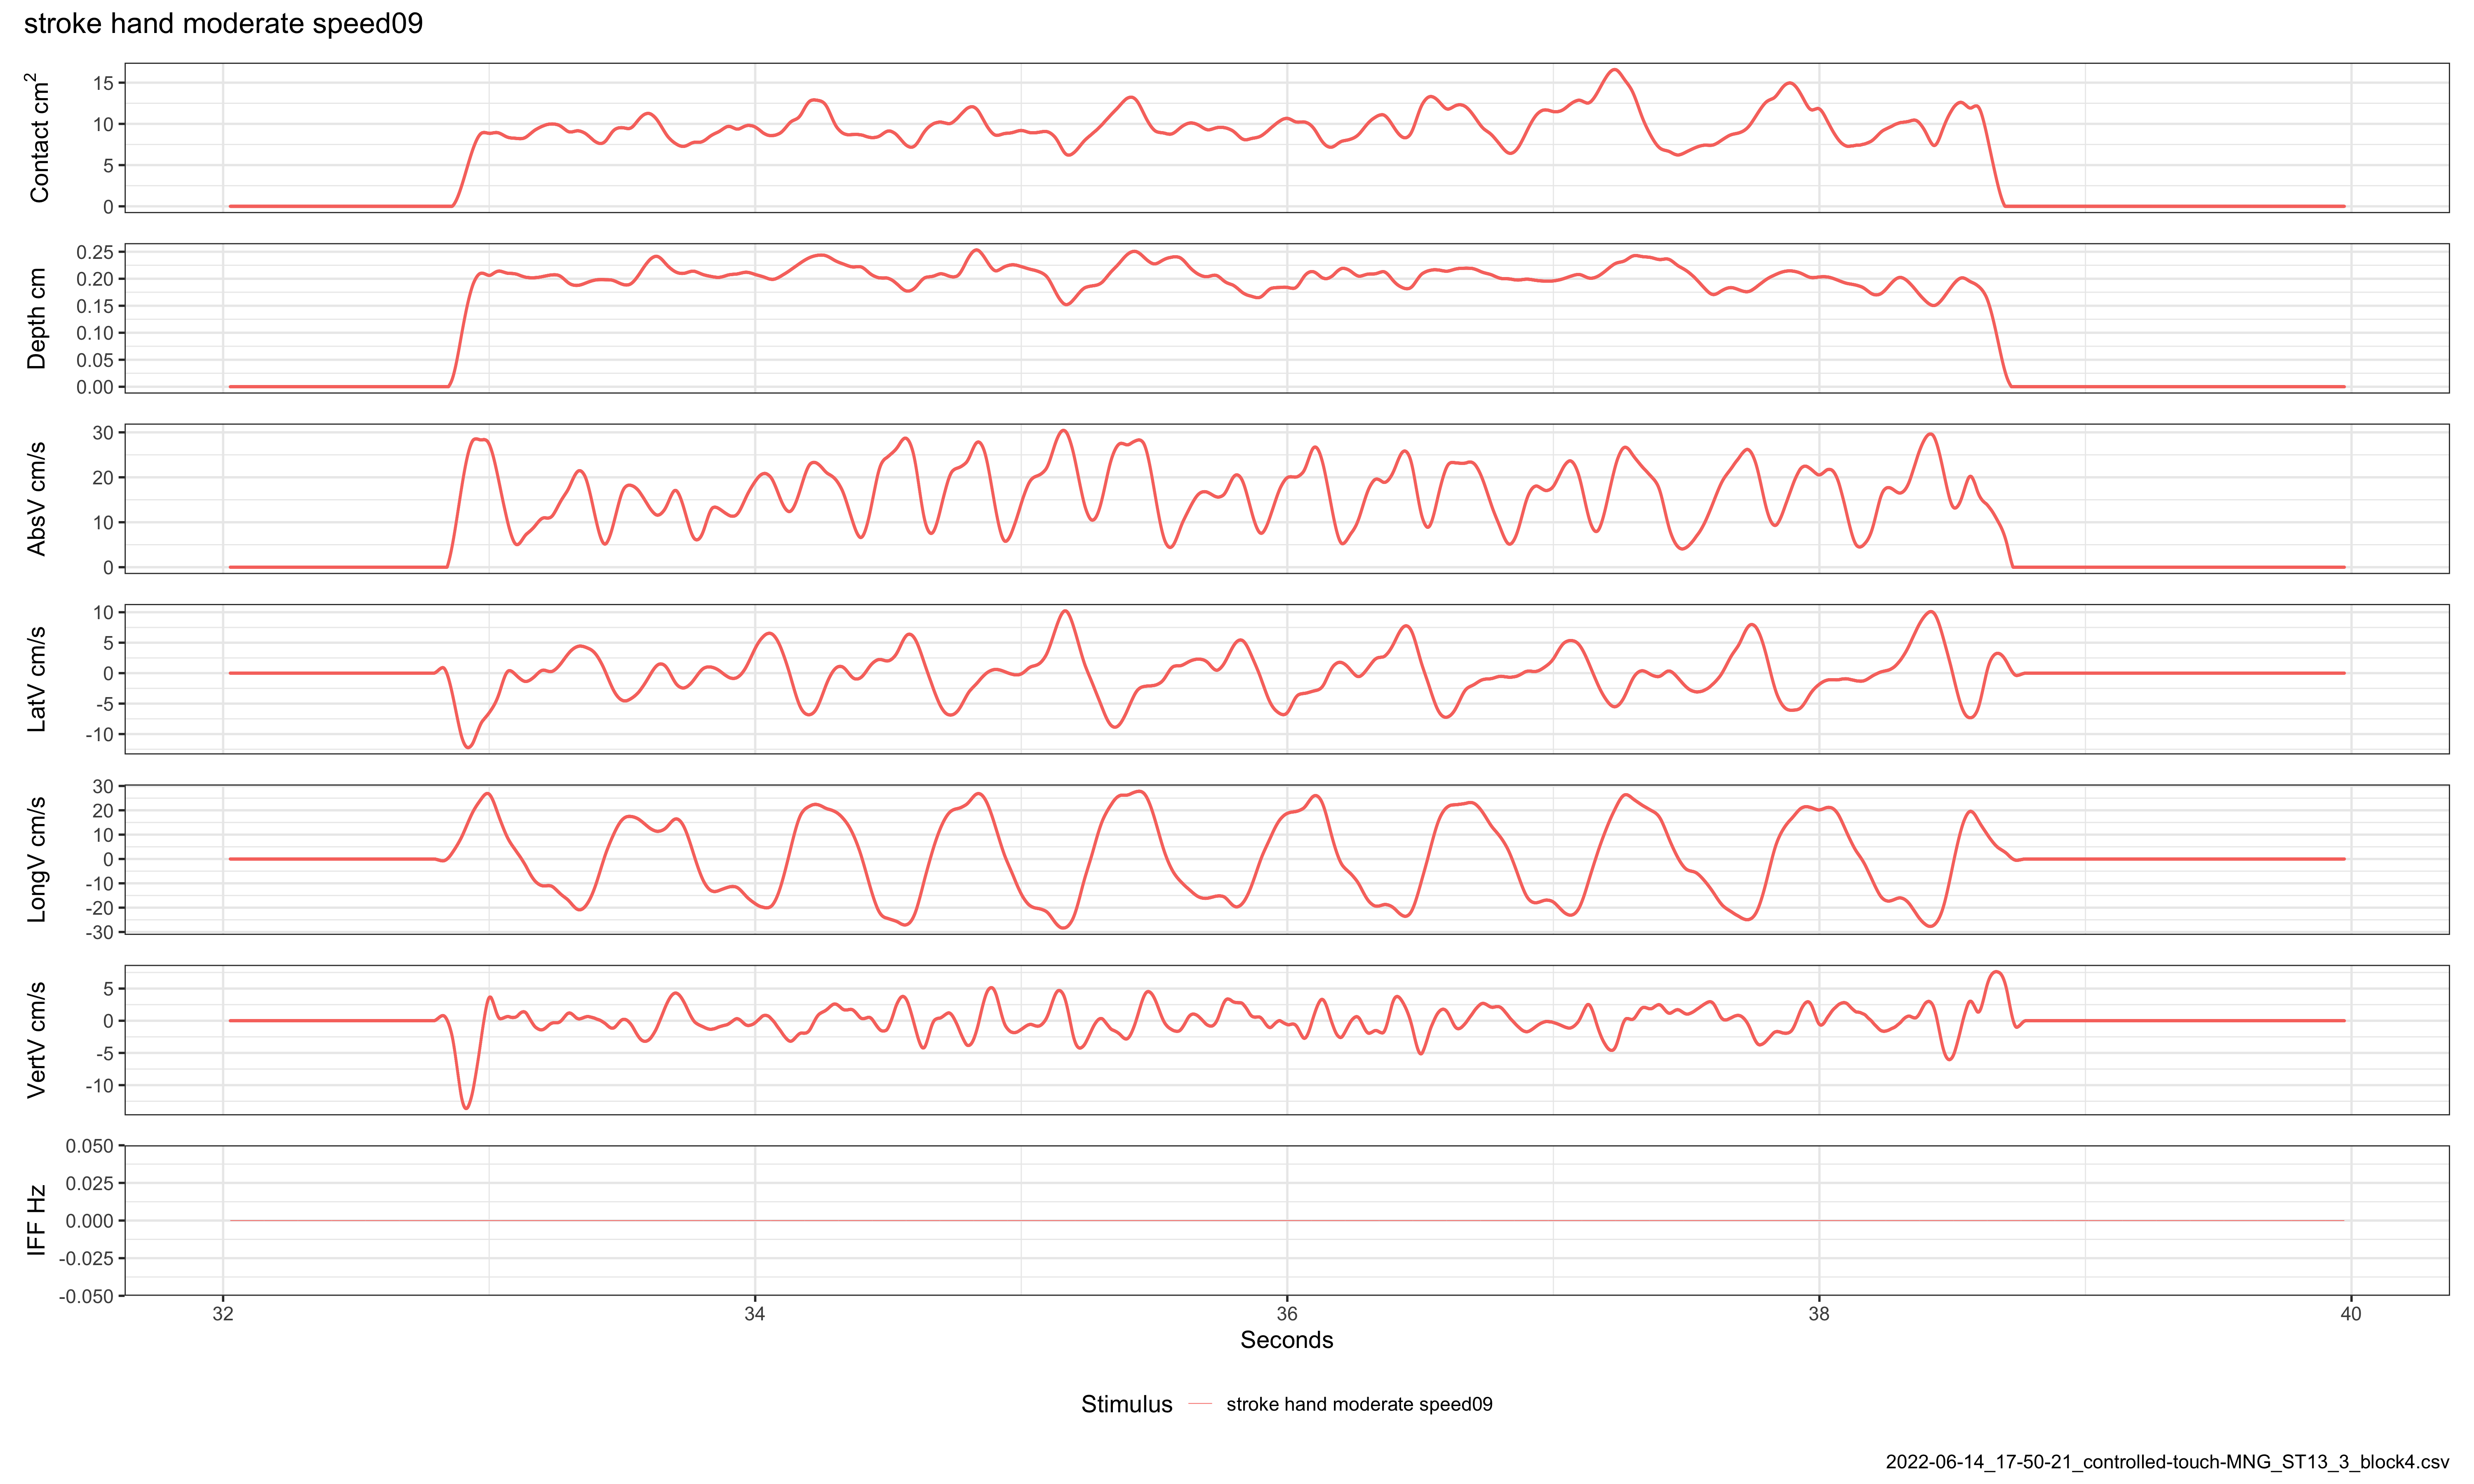 stroke hand moderate speed09
Contact cm²
15
10
5
0
Depth cm
0.25
0.20
0.15
0.10
0.05
0.00
AbsV cm/s
30
20
10
0
LatV cm/s
10
5
0
-5
-10
LongV cm/s
30
20
10
0
-10
-20
-30
VertV cm/s
5
0
-5
-10
IFF Hz
0.050
0.025
0.000
-0.025
-0.050
32 34 36 38 40
Seconds
Stimulus stroke hand moderate speed09
2022-06-14_17-50-21_controlled-touch-MNG_ST13_3_block4.csv